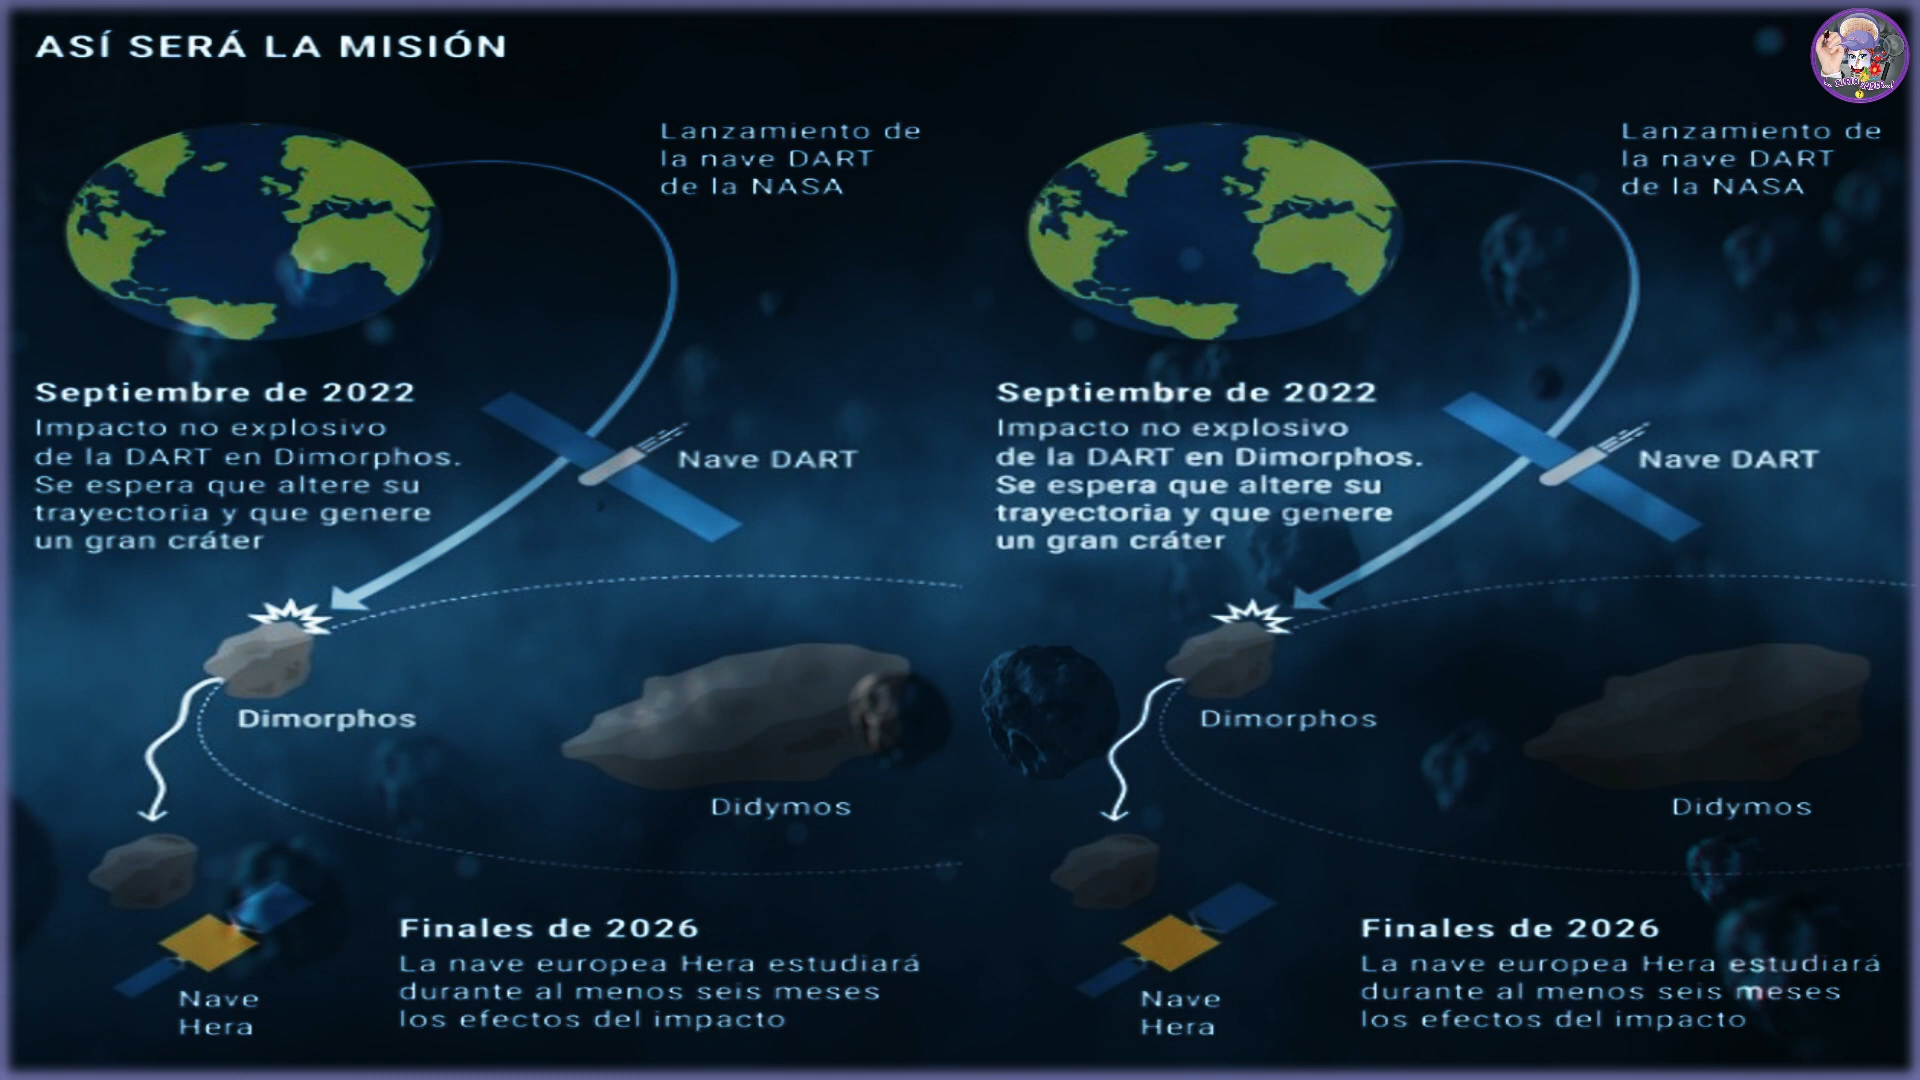 ASÍ SERÁ LA MISIÓN
Lanzamiento de
la nave DART
de la NASA
Septiembre de 2022
Impacto no explosivo
de la DART en Dimorphos.
Se espera que altere su
trayectoria y que genere
un gran cráter
Nave DART
Dimorphos
Didymos
Nave
Hera
Finales de 2026
La nave europea Hera estudiará
durante al menos seis meses
los efectos del impacto
Lanzamiento de
la nave DART
de la NASA
Septiembre de 2022
Impacto no explosivo
de la DART en Dimorphos.
Se espera que altere su
trayectoria y que genere
un gran cráter
Nave DART
Dimorphos
Didymos
Nave
Hera
Finales de 2026
La nave europea Hera estudiará
durante al menos seis meses
los efectos del impacto